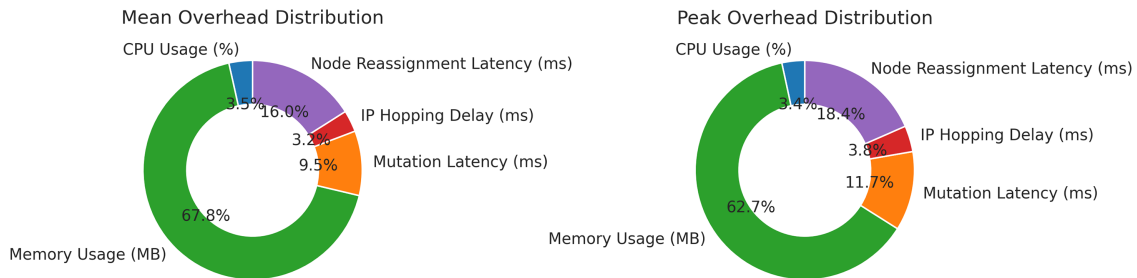 Mean Overhead Distribution
CPU Usage (%)
Node Reassignment Latency (ms)
3.5%
16.0%
IP Hopping Delay (ms)
3.2%
Mutation Latency (ms)
9.5%
67.8%
Memory Usage (MB)
Peak Overhead Distribution
CPU Usage (%)
Node Reassignment Latency (ms)
3.4%
18.4%
IP Hopping Delay (ms)
3.8%
11.7%
Mutation Latency (ms)
62.7%
Memory Usage (MB)